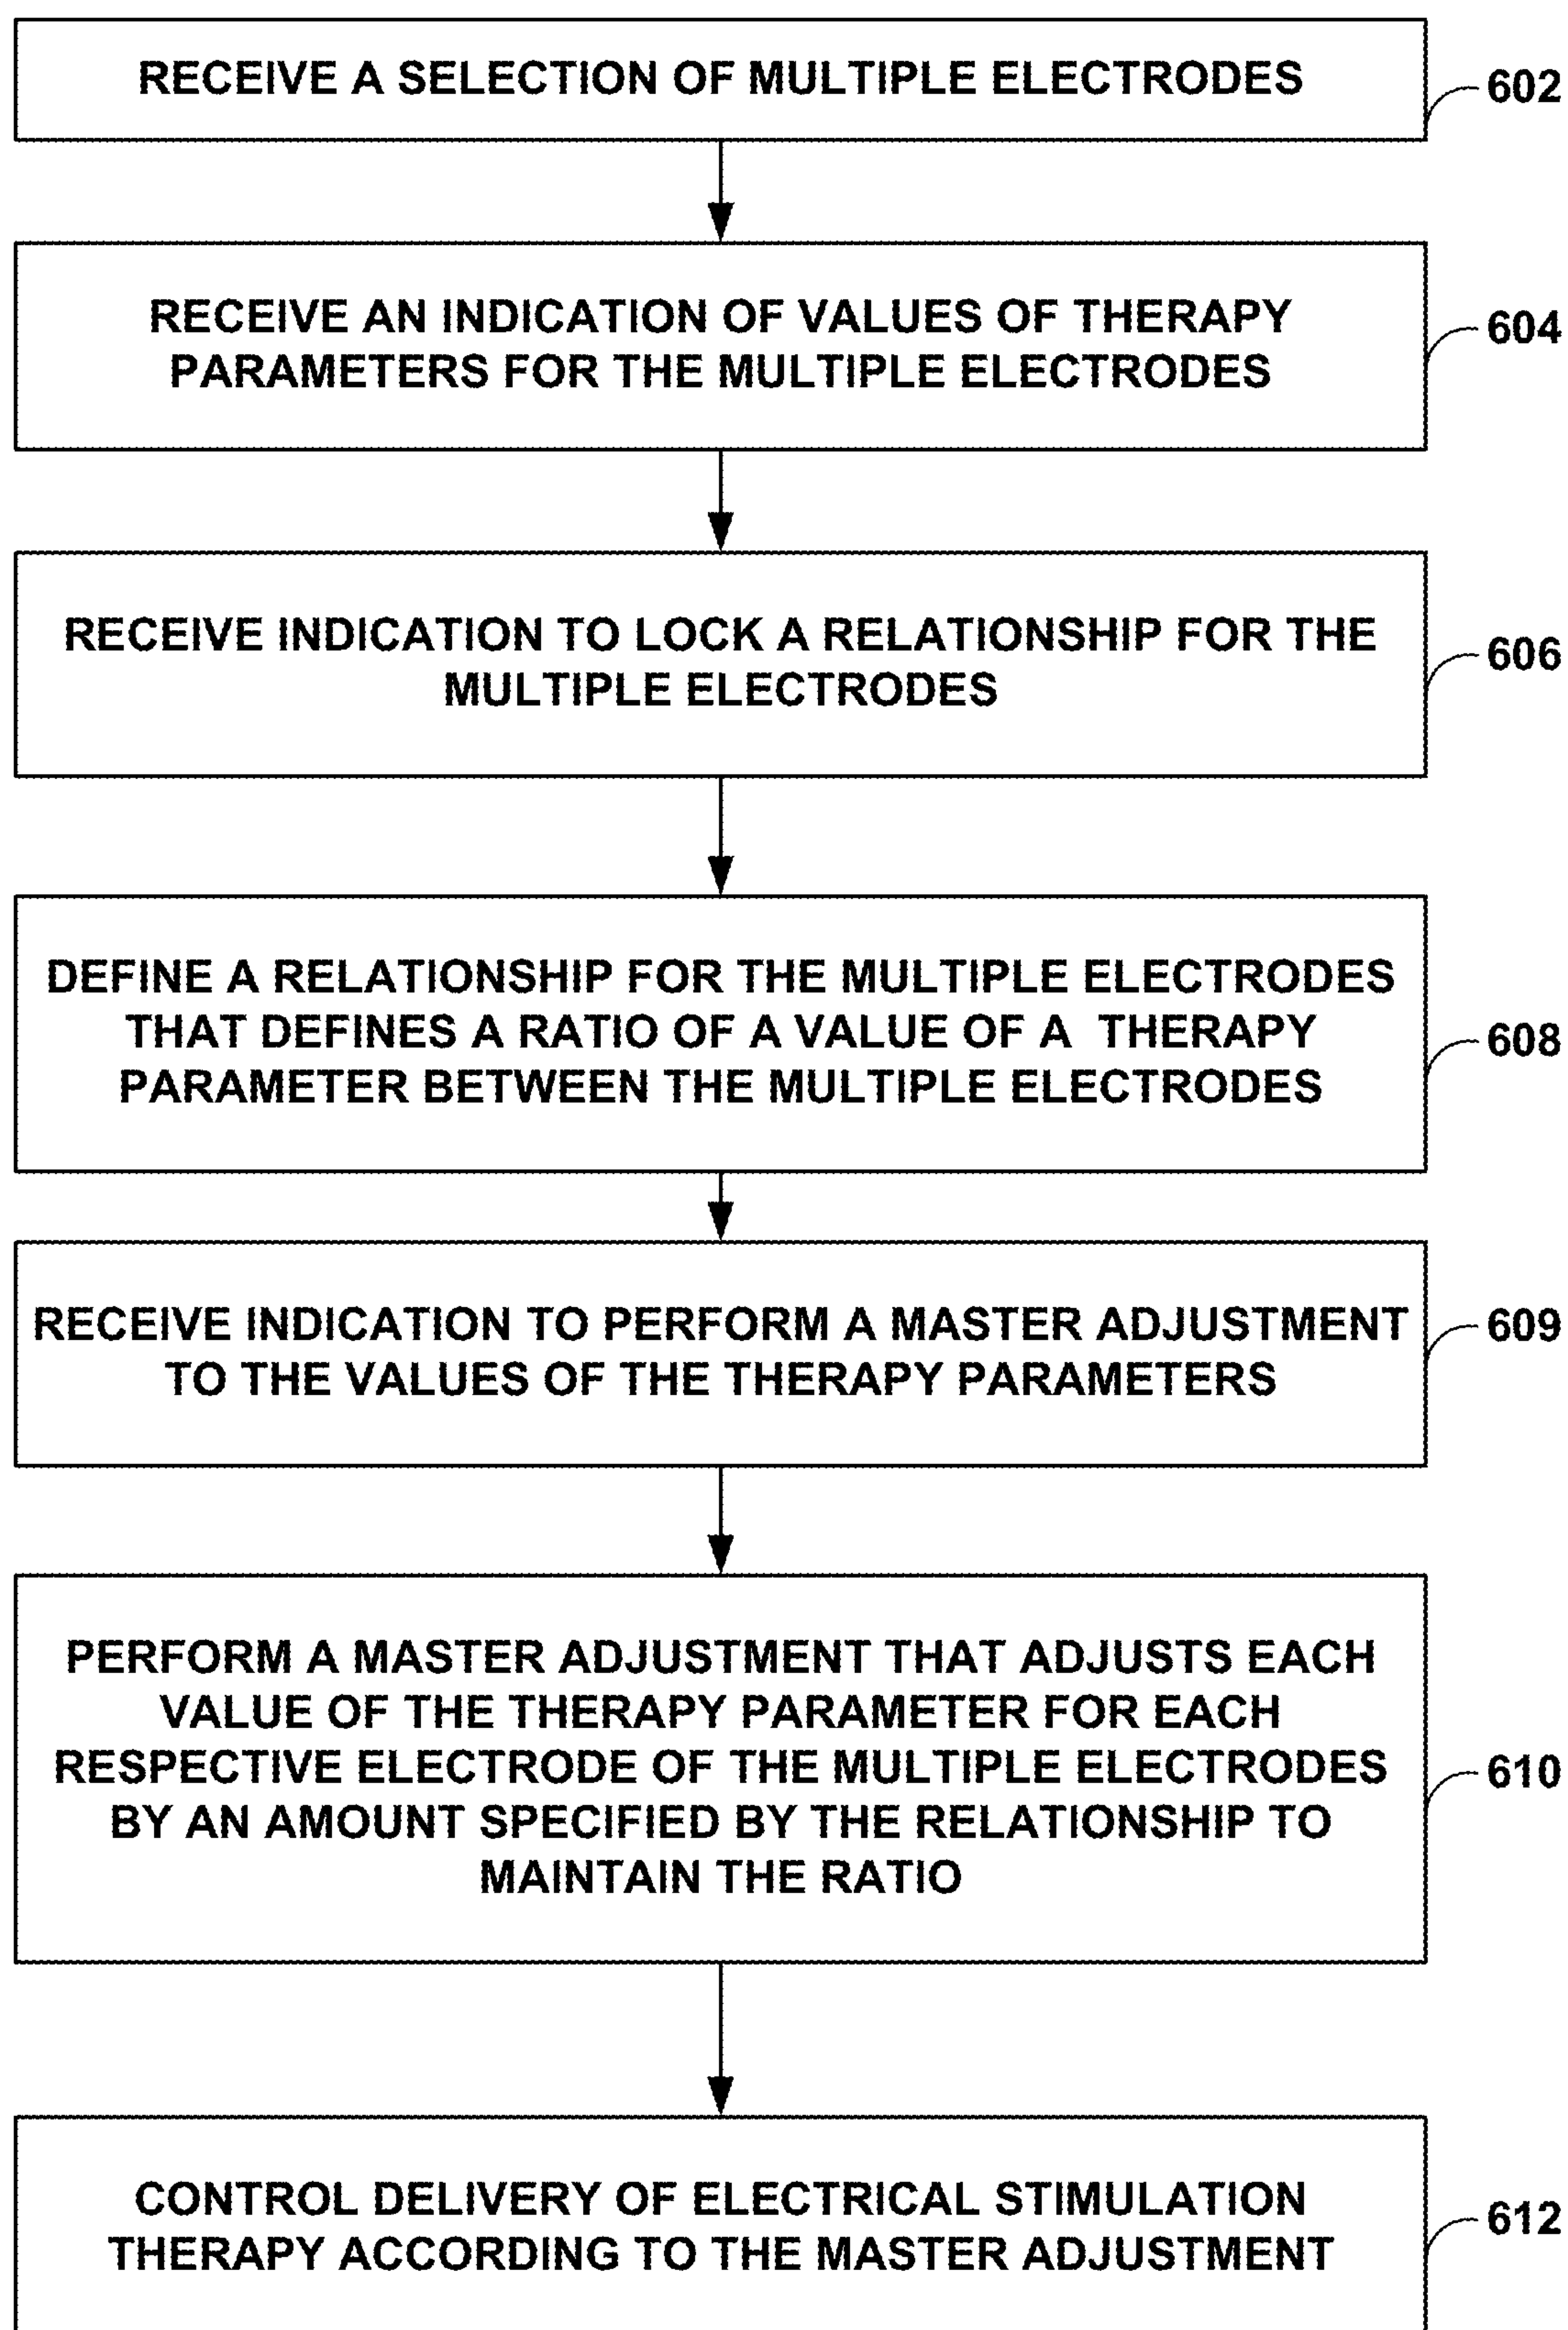 RECEIVE A SELECTION OF MULTIPLE ELECTRODES
602
RECEIVE AN INDICATION OF VALUES OF THERAPY
PARAMETERS FOR THE MULTIPLE ELECTRODES
604
RECEIVE INDICATION TO LOCK A RELATIONSHIP FOR THE
MULTIPLE ELECTRODES
606
DEFINE A RELATIONSHIP FOR THE MULTIPLE ELECTRODES
THAT DEFINES A RATIO OF A VALUE OF A THERAPY
PARAMETER BETWEEN THE MULTIPLE ELECTRODES
608
RECEIVE INDICATION TO PERFORM A MASTER ADJUSTMENT
TO THE VALUES OF THE THERAPY PARAMETERS
609
PERFORM A MASTER ADJUSTMENT THAT ADJUSTS EACH
VALUE OF THE THERAPY PARAMETER FOR EACH
RESPECTIVE ELECTRODE OF THE MULTIPLE ELECTRODES
BY AN AMOUNT SPECIFIED BY THE RELATIONSHIP TO
MAINTAIN THE RATIO
610
CONTROL DELIVERY OF ELECTRICAL STIMULATION
THERAPY ACCORDING TO THE MASTER ADJUSTMENT
612